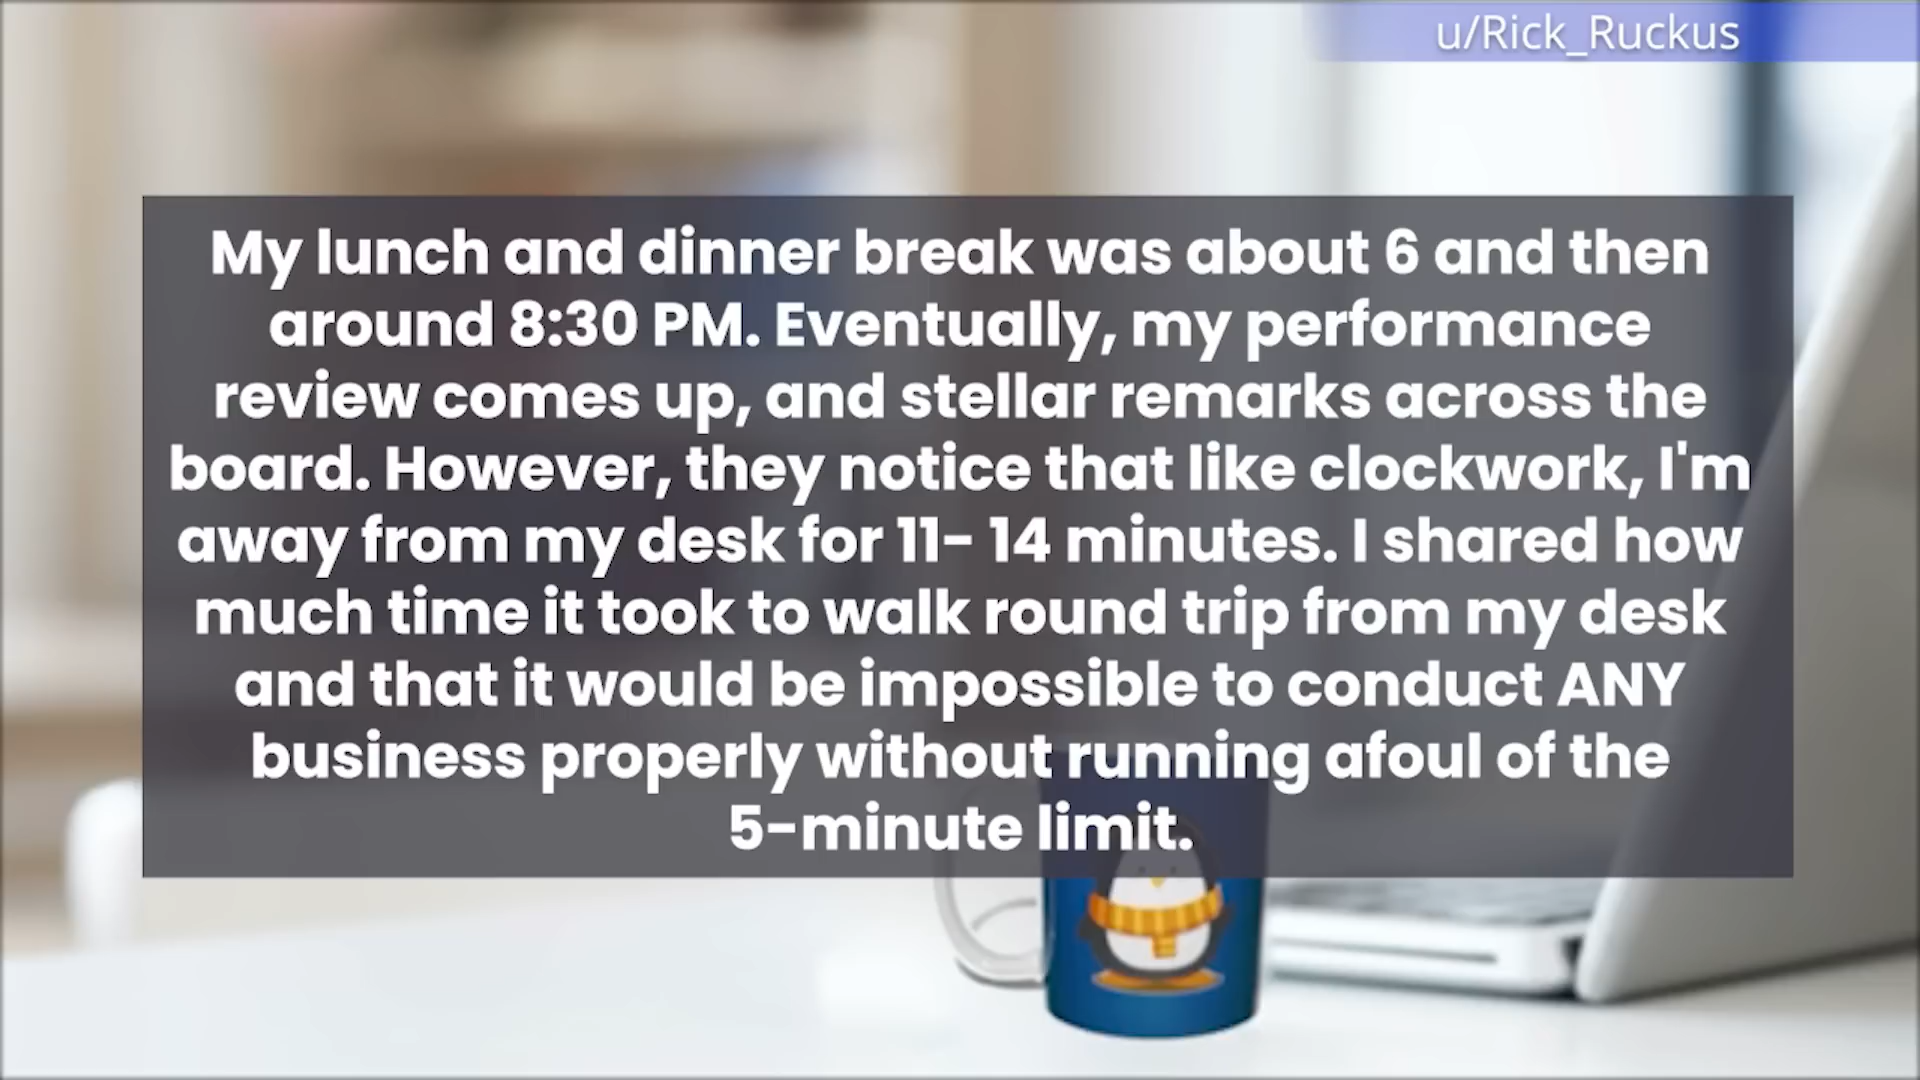 u/Rick_Ruckus
My lunch and dinner break was about 6 and then
around 8:30 PM. Eventually, my performance
review comes up, and stellar remarks across the
board. However, they notice that like clockwork, I'm
away from my desk for 11- 14 minutes. I shared how
much time it took to walk round trip from my desk
and that it would be impossible to conduct ANY
business properly without running afoul of the
5-minute limit.